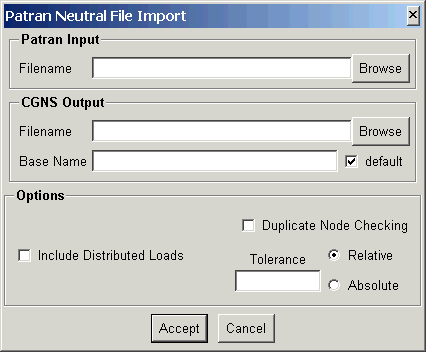 Patran Neutral File Import
Patran Input
Filename Browse
CGNS Output
Filename Browse
Base Name default
Options
Duplicate Node Checking
Include Distributed Loads
Tolerance
Relative
Absolute
Accept Cancel